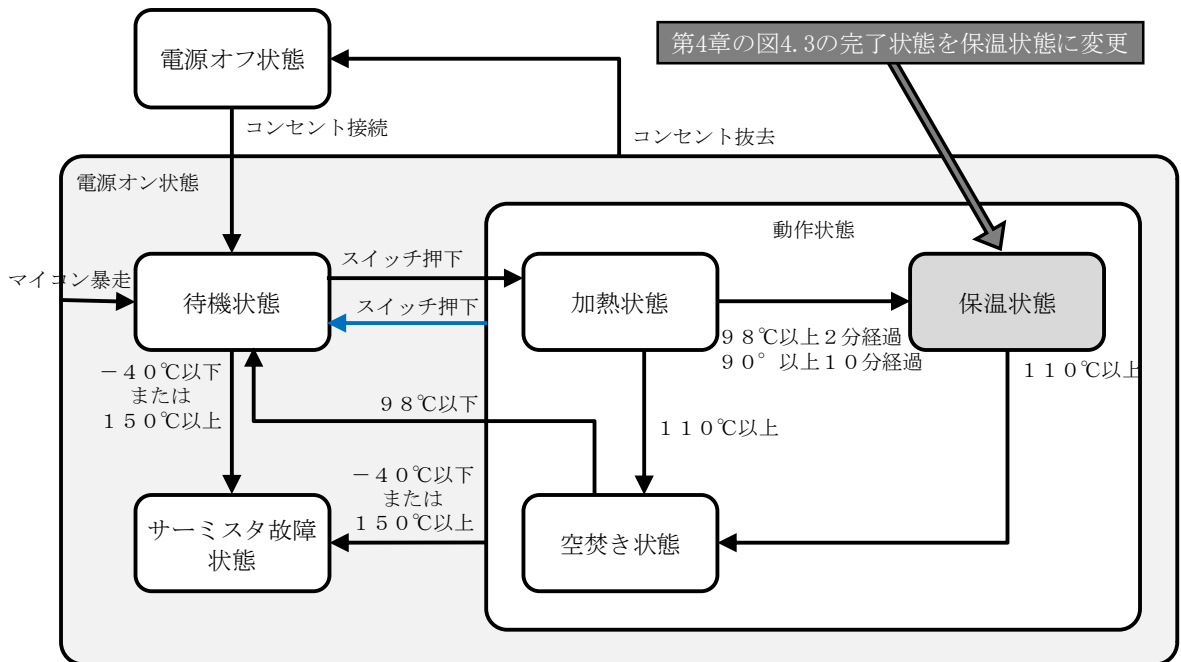 電源オフ状態
第4章の図4.3の完了状態を保温状態に変更
コンセント接続
コンセント抜去
電源オン状態
動作状態
マイコン暴走
待機状態
スイッチ押下
スイッチ押下
加熱状態
保温状態
98℃以上2分経過
90°以上10分経過
110℃以上
-40℃以下
または
150℃以上
98℃以下
110℃以上
-40℃以下
または
150℃以上
サーミスタ故障
状態
空焚き状態